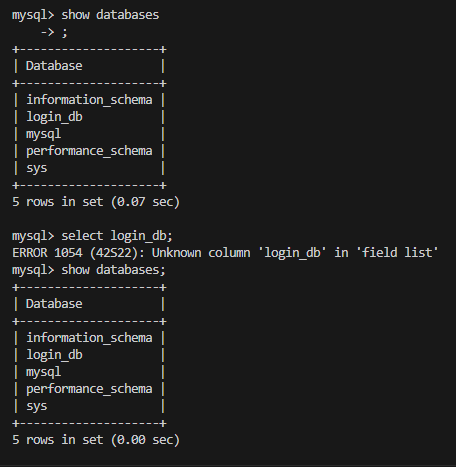 mysql> show databases
    -> ;
+--------------------+
| Database           |
+--------------------+
| information_schema |
| login_db           |
| mysql              |
| performance_schema |
| sys                |
+--------------------+
5 rows in set (0.07 sec)

mysql> select login_db;
ERROR 1054 (42S22): Unknown column 'login_db' in 'field list'
mysql> show databases;
+--------------------+
| Database           |
+--------------------+
| information_schema |
| login_db           |
| mysql              |
| performance_schema |
| sys                |
+--------------------+
5 rows in set (0.00 sec)